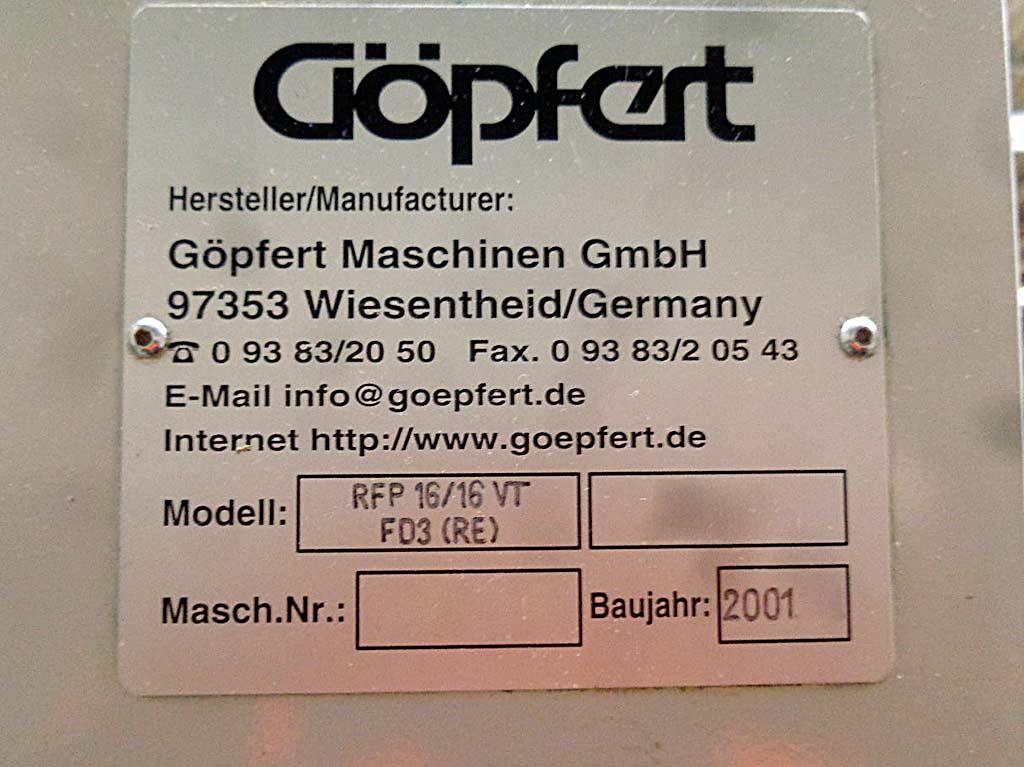 Göpfert
Hersteller/Manufacturer:
Göpfert Maschinen GmbH
97353 Wiesentheid/Germany
☎ 0 93 83/20 50 Fax. 0 93 83/2 05 43
E-Mail info@goepfert.de
Internet http://www.goepfert.de
Modell: RFP 16/16 VT
FD3 (RE)
Masch.Nr.: Baujahr: 2001